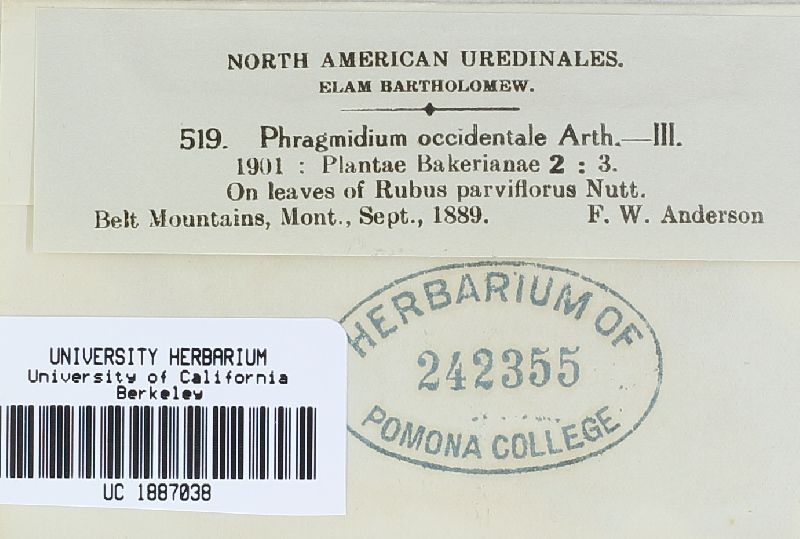 NORTH AMERICAN UREDINALES.
ELAM BARTHOLOMEW.
519. Phragmidium occidentale Arth.—III.
1901 : Plantae Bakerianae 2 : 3.
On leaves of Rubus parviflorus Nutt.
Belt Mountains, Mont., Sept., 1889. F. W. Anderson
HERBARIUM OF
242355
POMONA COLLEGE
UNIVERSITY HERBARIUM
University of California
Berkeley
UC 1887038